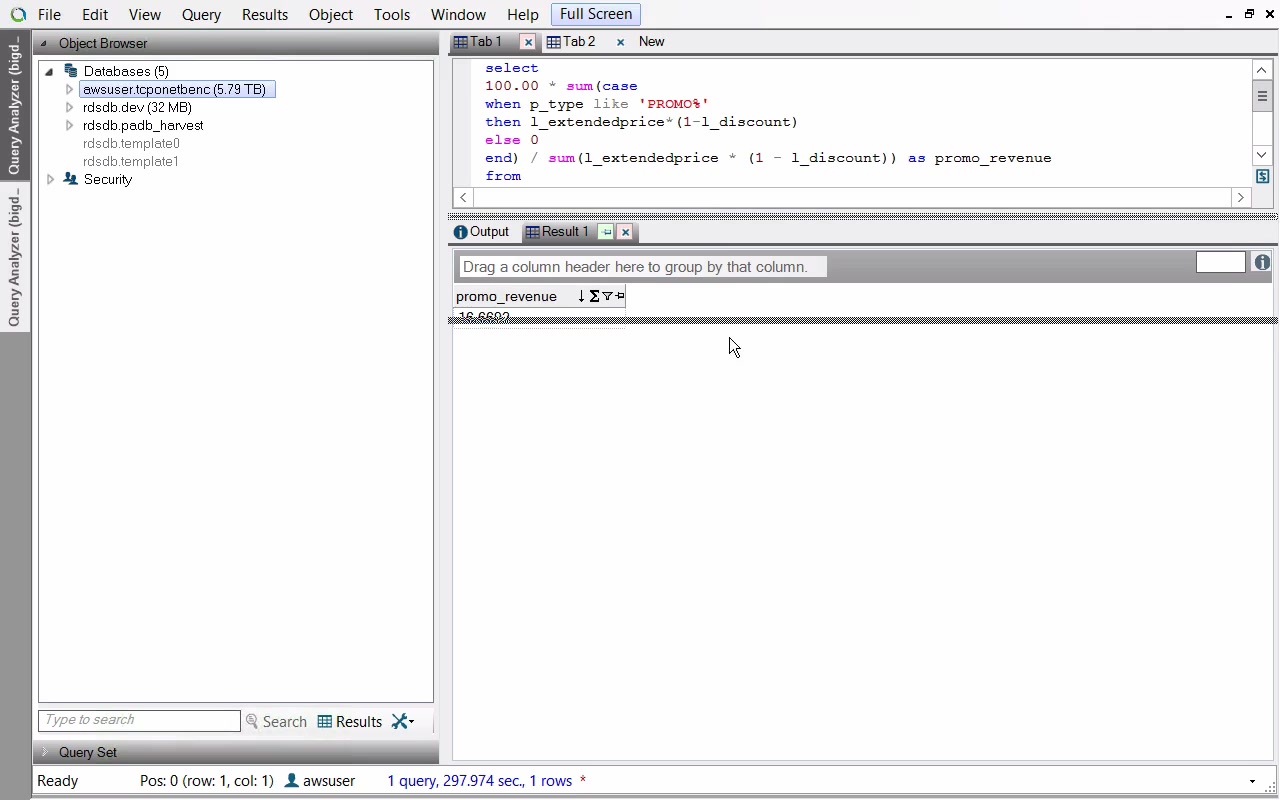 File Edit View Query Results Object Tools Window Help Full Screen
Query Analyzer (bigd_
Query Analyzer (bigd_
Object Browser
Databases (5)
awsuser.tcponetbenc (5.79 TB)
rdsdb.dev (32 MB)
rdsdb.padb_harvest
rdsdb.template0
rdsdb.template1
Security
Type to search Search Results
Query Set
Tab 1 Tab 2 New
select
100.00 * sum(case
when p_type like 'PROMO%'
then l_extendedprice*(1-l_discount)
else 0
end) / sum(l_extendedprice * (1 - l_discount)) as promo_revenue
from
Output Result 1
Drag a column header here to group by that column.
promo_revenue
Ready Pos: 0 (row: 1, col: 1) awsuser 1 query, 297.974 sec., 1 rows *